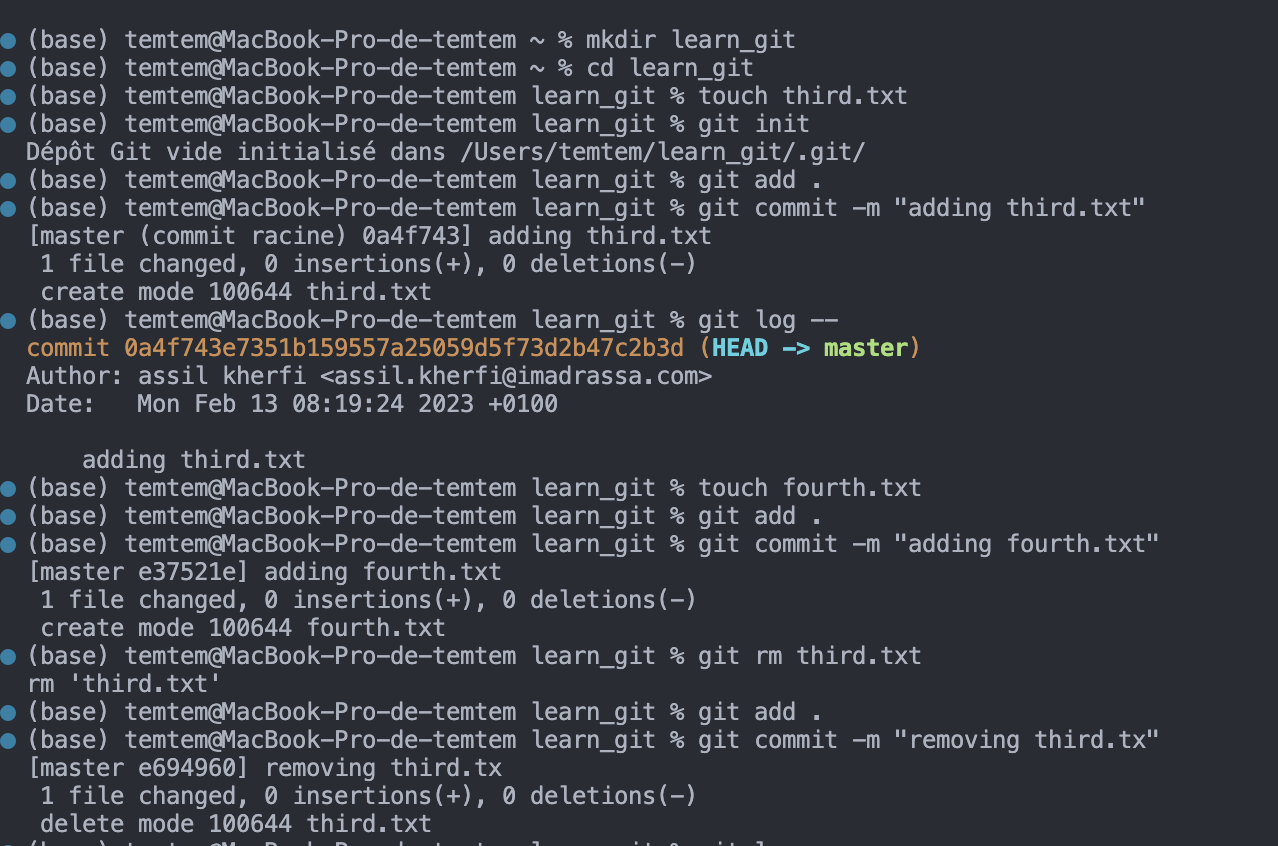 (base) temtem@MacBook-Pro-de-temtem ~ % mkdir learn_git
(base) temtem@MacBook-Pro-de-temtem ~ % cd learn_git
(base) temtem@MacBook-Pro-de-temtem learn_git % touch third.txt
(base) temtem@MacBook-Pro-de-temtem learn_git % git init
Dépôt Git vide initialisé dans /Users/temtem/learn_git/.git/
(base) temtem@MacBook-Pro-de-temtem learn_git % git add .
(base) temtem@MacBook-Pro-de-temtem learn_git % git commit -m "adding third.txt"
[master (commit racine) 0a4f743] adding third.txt
 1 file changed, 0 insertions(+), 0 deletions(-)
 create mode 100644 third.txt
(base) temtem@MacBook-Pro-de-temtem learn_git % git log --
commit 0a4f743e7351b159557a25059d5f73d2b47c2b3d (HEAD -> master)
Author: assil kherfi <assil.kherfi@imadrassa.com>
Date:   Mon Feb 13 08:19:24 2023 +0100

    adding third.txt
(base) temtem@MacBook-Pro-de-temtem learn_git % touch fourth.txt
(base) temtem@MacBook-Pro-de-temtem learn_git % git add .
(base) temtem@MacBook-Pro-de-temtem learn_git % git commit -m "adding fourth.txt"
[master e37521e] adding fourth.txt
 1 file changed, 0 insertions(+), 0 deletions(-)
 create mode 100644 fourth.txt
(base) temtem@MacBook-Pro-de-temtem learn_git % git rm third.txt
rm 'third.txt'
(base) temtem@MacBook-Pro-de-temtem learn_git % git add .
(base) temtem@MacBook-Pro-de-temtem learn_git % git commit -m "removing third.tx"
[master e694960] removing third.tx
 1 file changed, 0 insertions(+), 0 deletions(-)
 delete mode 100644 third.txt